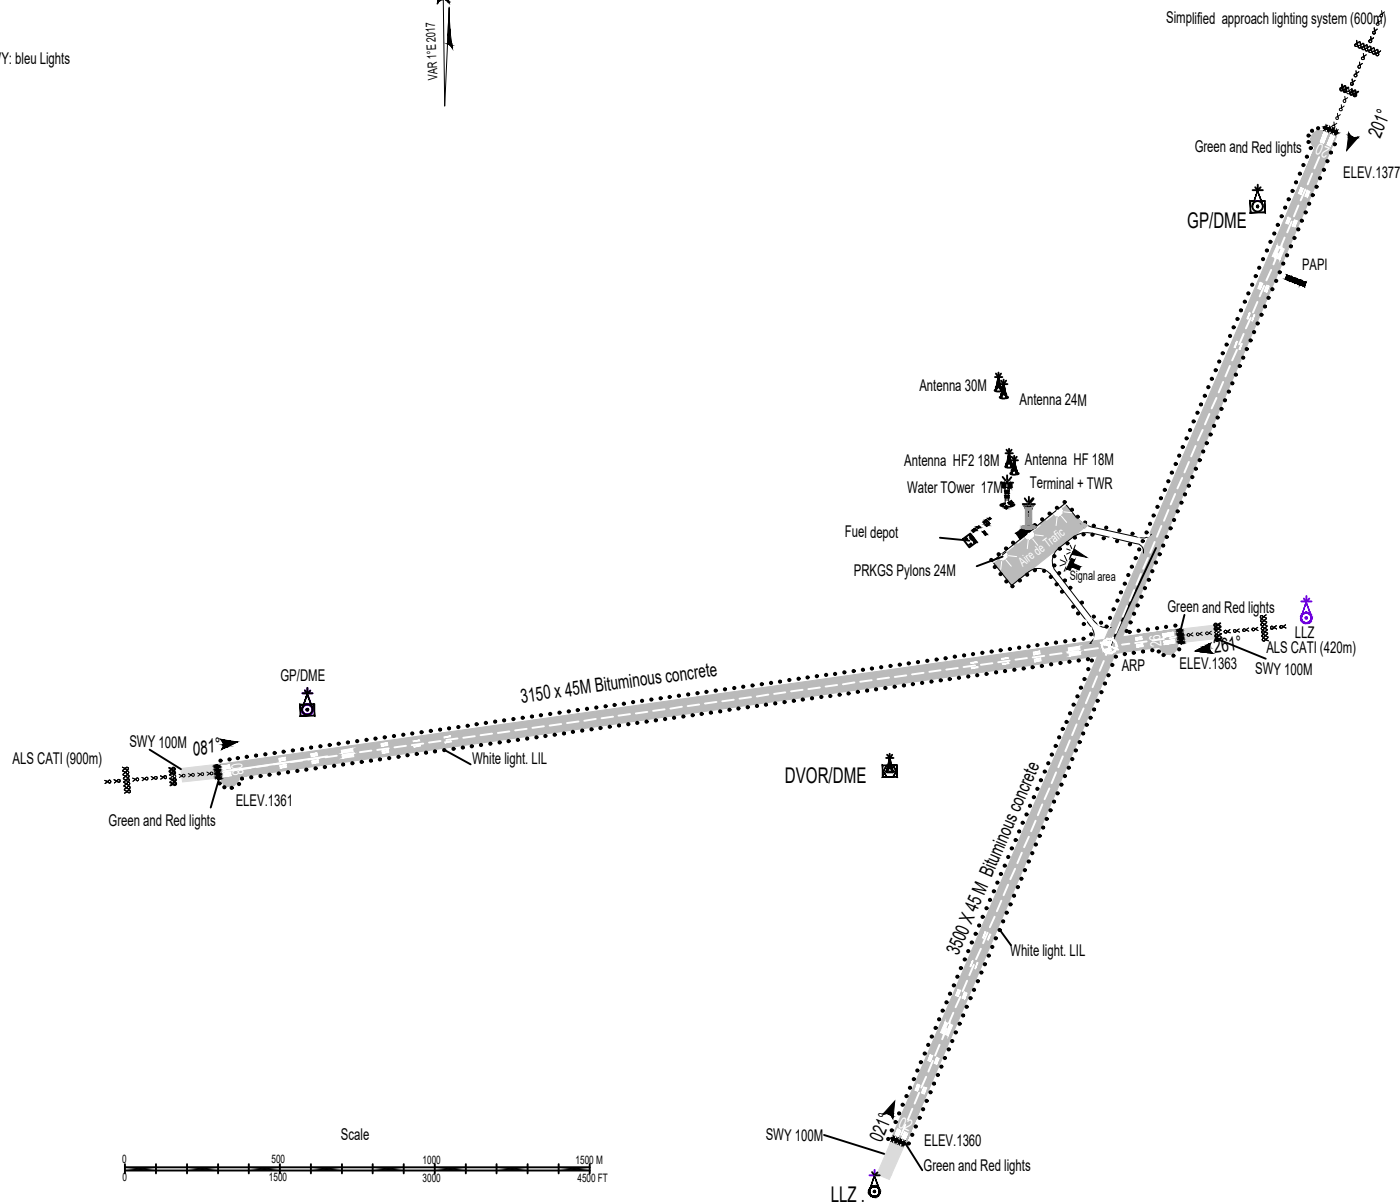 Simplified approach lighting system (600m)
Y: bleu Lights
VAR 1°E 2017
201°
Green and Red lights
ELEV.1377
GP/DME
PAPI
Antenna 30M
Antenna 24M
Antenna HF2 18M
Antenna HF 18M
Water TOwer 17M
Terminal + TWR
Fuel depot
Aire de Trafic
PRKGS Pylons 24M
Signal area
Green and Red lights
LLZ
261°
ALS CATI (420m)
ARP
ELEV.1363
SWY 100M
GP/DME
3150 x 45M Bituminous concrete
SWY 100M
081°
ALS CATI (900m)
White light. LIL
DVOR/DME
ELEV.1361
Green and Red lights
3500 X 45 M Bituminous concrete
White light. LIL
021°
SWY 100M
ELEV.1360
Green and Red lights
LLZ .
Scale
0 500 1000 1500 M
0 1500 3000 4500 FT